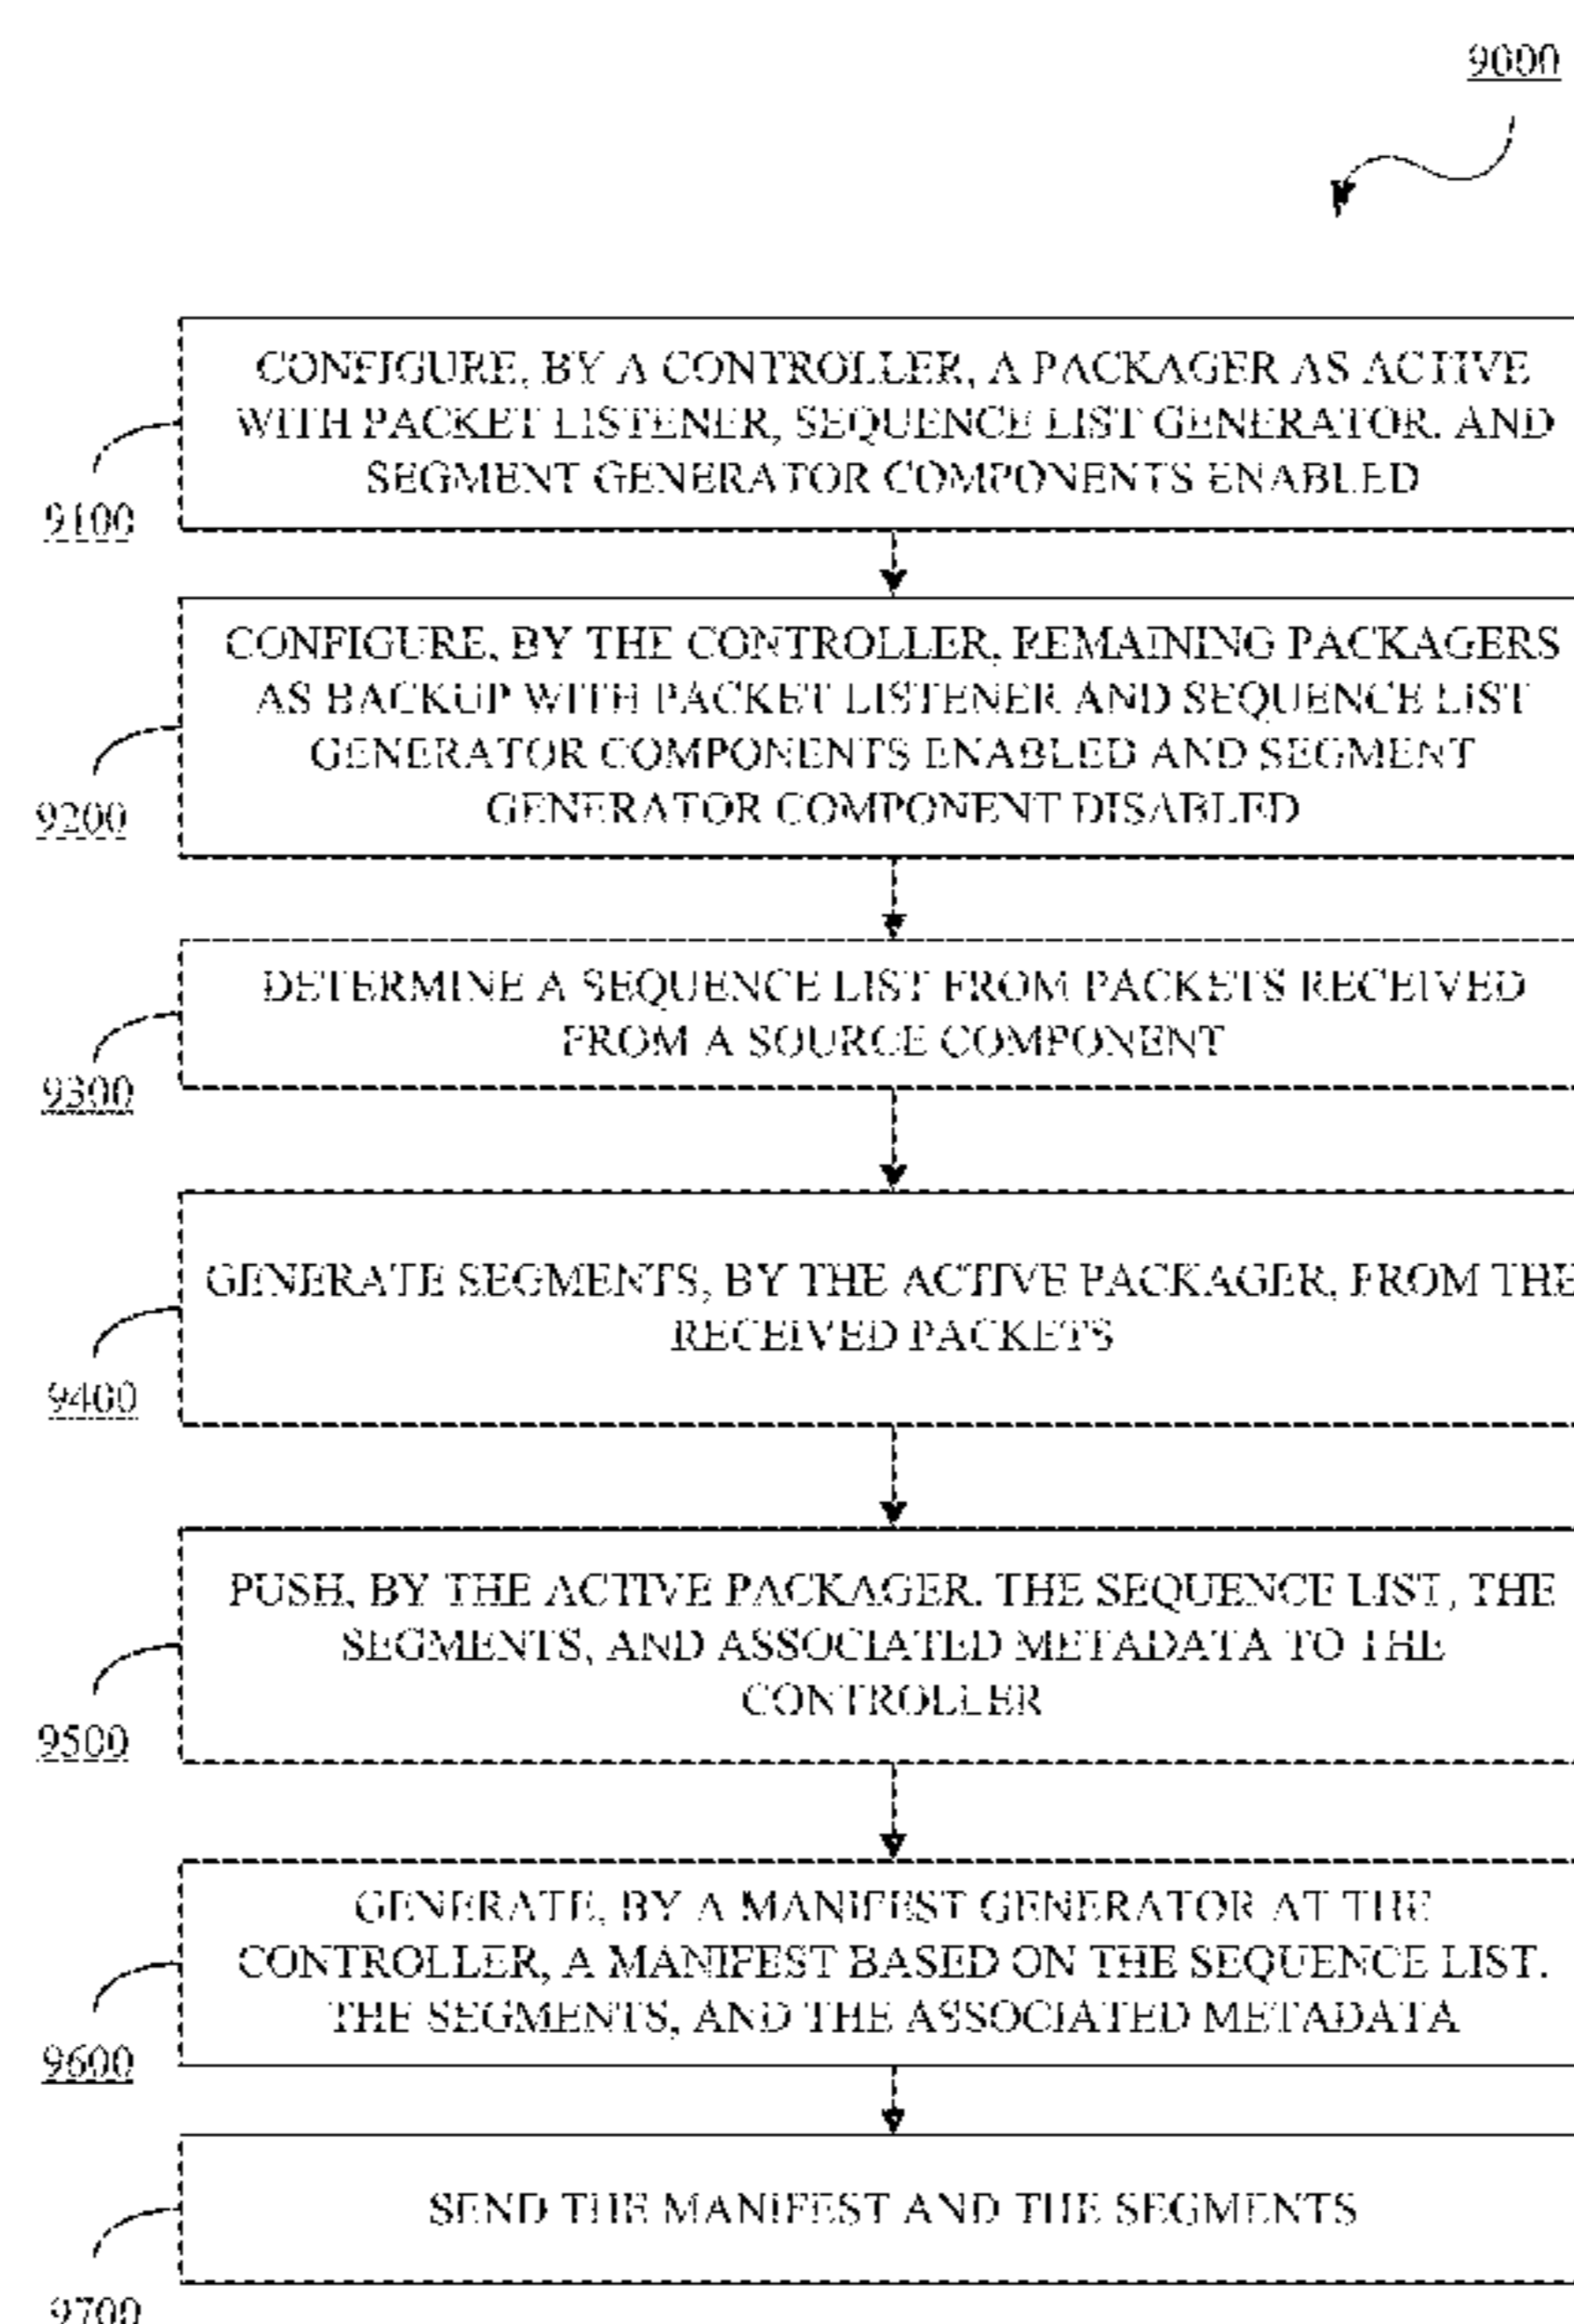 9000
CONFIGURE, BY A CONTROLLER, A PACKAGER AS ACTIVE
WITH PACKET LISTENER, SEQUENCE LIST GENERATOR, AND
SEGMENT GENERATOR COMPONENTS ENABLED
9100
CONFIGURE, BY THE CONTROLLER, REMAINING PACKAGERS
AS BACKUP WITH PACKET LISTENER AND SEQUENCE LIST
GENERATOR COMPONENTS ENABLED AND SEGMENT
GENERATOR COMPONENT DISABLED
9200
DETERMINE A SEQUENCE LIST FROM PACKETS RECEIVED
FROM A SOURCE COMPONENT
9300
GENERATE SEGMENTS, BY THE ACTIVE PACKAGER, FROM THE
RECEIVED PACKETS
9400
PUSH, BY THE ACTIVE PACKAGER, THE SEQUENCE LIST, THE
SEGMENTS, AND ASSOCIATED METADATA TO THE
CONTROLLER
9500
GENERATE, BY A MANIFEST GENERATOR AT THE
CONTROLLER, A MANIFEST BASED ON THE SEQUENCE LIST,
THE SEGMENTS, AND THE ASSOCIATED METADATA
9600
SEND THE MANIFEST AND THE SEGMENTS
9700